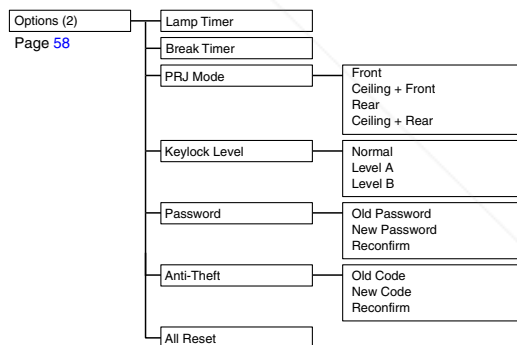 Options (2)
Page 58
Lamp Timer
Break Timer
PRJ Mode
Front
Ceiling + Front
Rear
Ceiling + Rear
Keylock Level
Normal
Level A
Level B
Password
Old Password
New Password
Reconfirm
Anti-Theft
Old Code
New Code
Reconfirm
All Reset